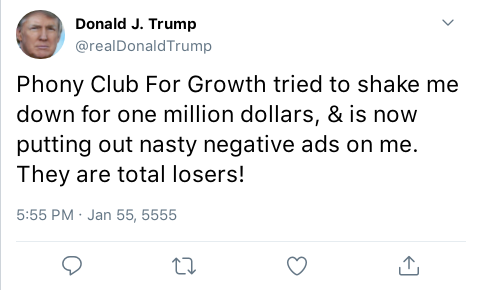 Donald J. Trump
@realDonaldTrump
Phony Club For Growth tried to shake me
down for one million dollars, & is now
putting out nasty negative ads on me.
They are total losers!
5:55 PM · Jan 55, 5555